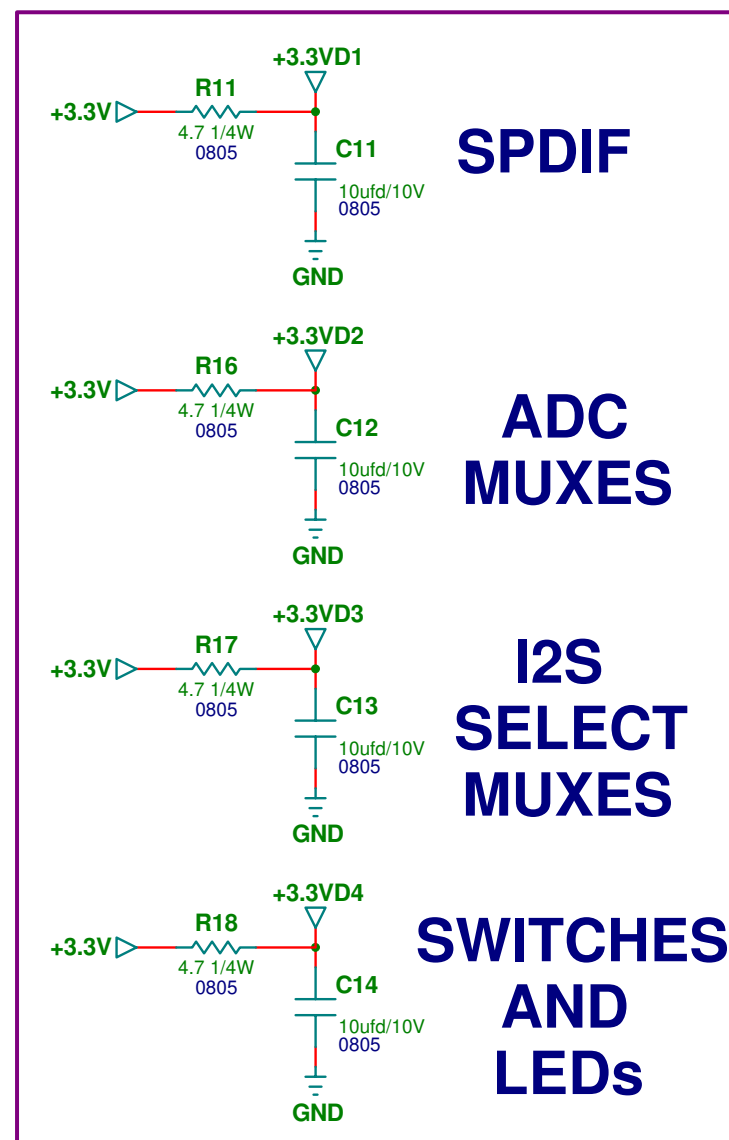 +3.3VD1
R11
+3.3V
4.7 1/4W
0805
C11
10ufd/10V
0805
GND
SPDIF
+3.3VD2
R16
+3.3V
4.7 1/4W
0805
C12
10ufd/10V
0805
GND
ADC
MUXES
+3.3VD3
R17
+3.3V
4.7 1/4W
0805
C13
10ufd/10V
0805
GND
I2S
SELECT
MUXES
+3.3VD4
R18
+3.3V
4.7 1/4W
0805
C14
10ufd/10V
0805
GND
SWITCHES
AND
LEDs